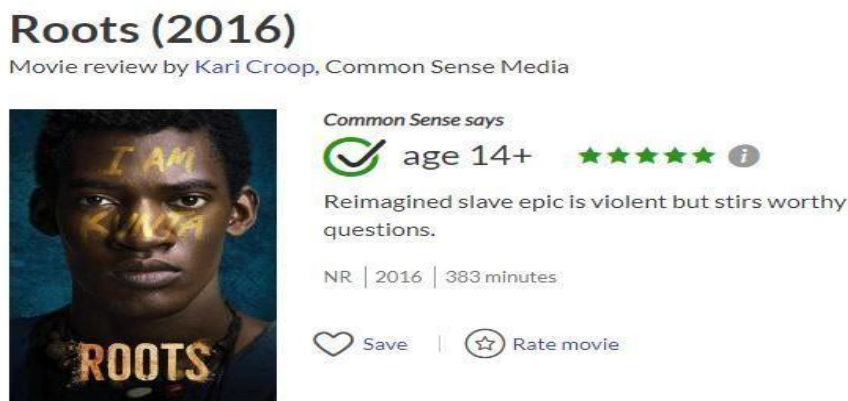 Roots (2016)
Movie review by Kari Croop, Common Sense Media
Common Sense says
age 14+
Reimagined slave epic is violent but stirs worthy
questions.
NR | 2016 | 383 minutes
Save | Rate movie
I AM
KUNTA
ROOTS